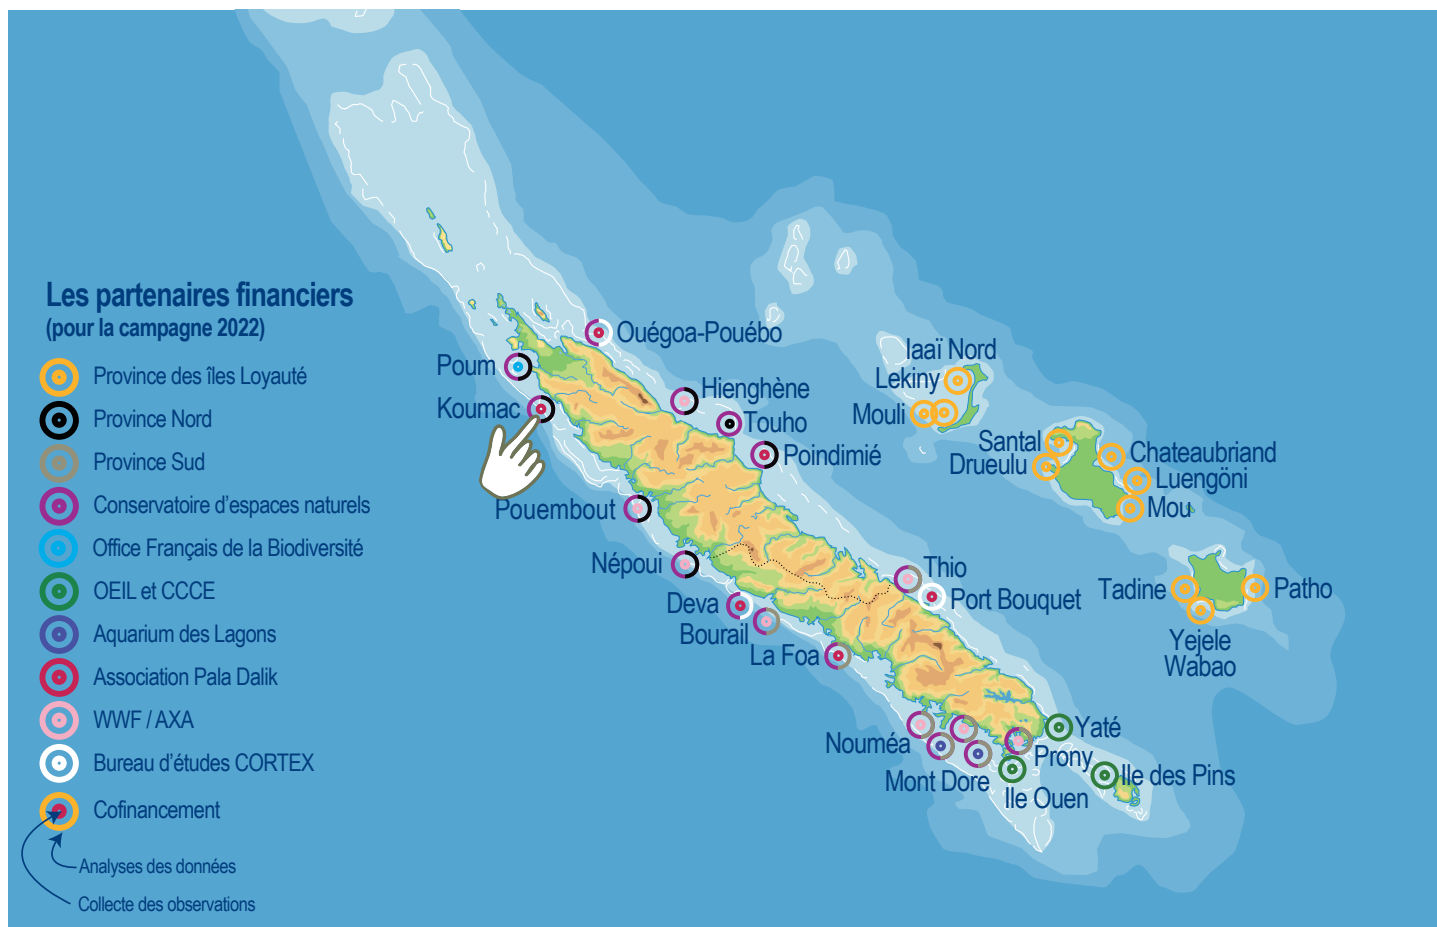 Les partenaires financiers
(pour la campagne 2022)
Province des îles Loyauté
Province Nord
Province Sud
Conservatoire d'espaces naturels
Office Français de la Biodiversité
OEIL et CCCE
Aquarium des Lagons
Association Pala Dalik
WWF / AXA
Bureau d'études CORTEX
Cofinancement
Analyses des données
Collecte des observations
Ouégoa-Pouébo
Poum
Koumac
Hienghène
Touho
Poindimié
Pouembout
Népoui
Deva
Bourail
La Foa
Thio
Port Bouquet
Nouméa
Mont Dore
Prony
Yaté
Ile Ouen
Ile des Pins
Iaaï Nord
Lekiny
Mouli
Santal
Drueulu
Chateaubriand
Luengöni
Mou
Tadine
Patho
Yejele
Wabao